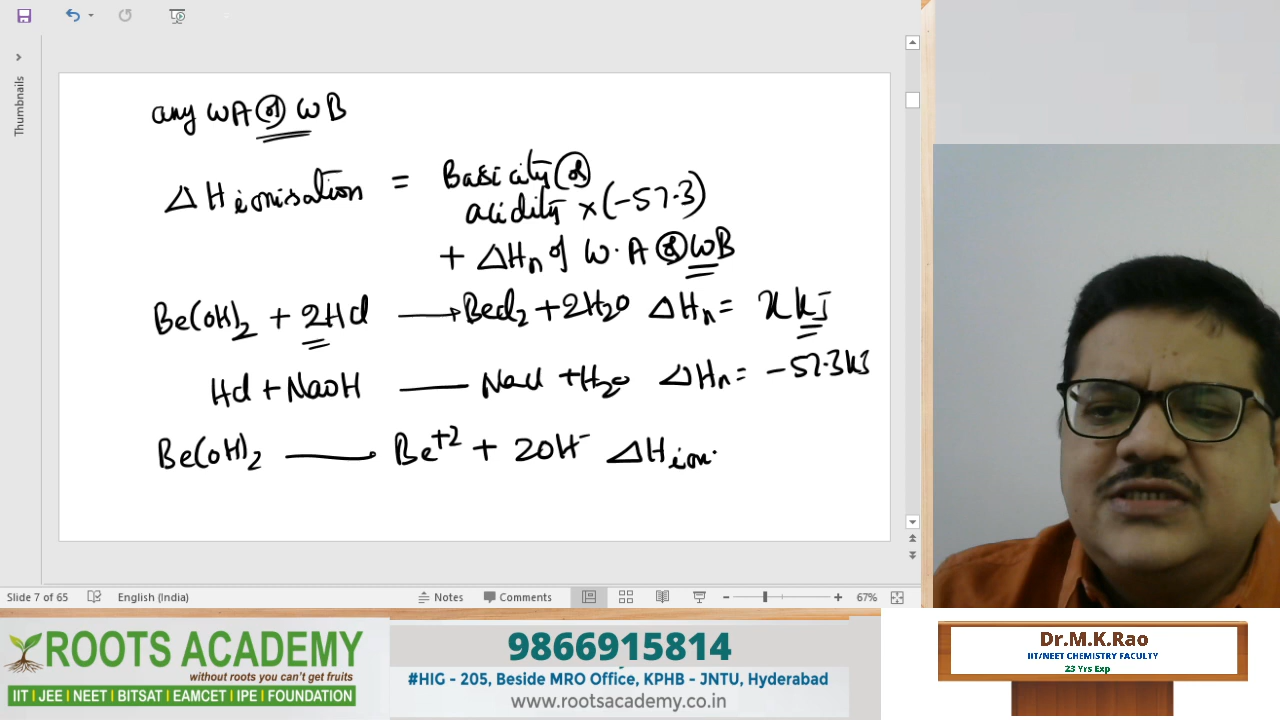 Thumbnails
any WA or WB
ΔH ionisation = Basicity or
acidity × (-57.3)
+ ΔHn of W.A or WB
Be(OH)2 + 2HCl → BeCl2 + 2H2O ΔHn = x kJ
HCl + NaOH — NaCl + H2O ΔHn = -57.3 kJ
Be(OH)2 — Be+2 + 2OH- ΔHion.
Slide 7 of 65 English (India) Notes Comments 67%
ROOTS ACADEMY
without roots you can't get fruits
IIT I JEE I NEET I BITSAT I EAMCET I IPE I FOUNDATION
9866915814
#HIG - 205, Beside MRO Office, KPHB - JNTU, Hyderabad
www.rootsacademy.co.in
Dr.M.K.Rao
IIT/NEET CHEMISTRY FACULTY
23 Yrs Exp